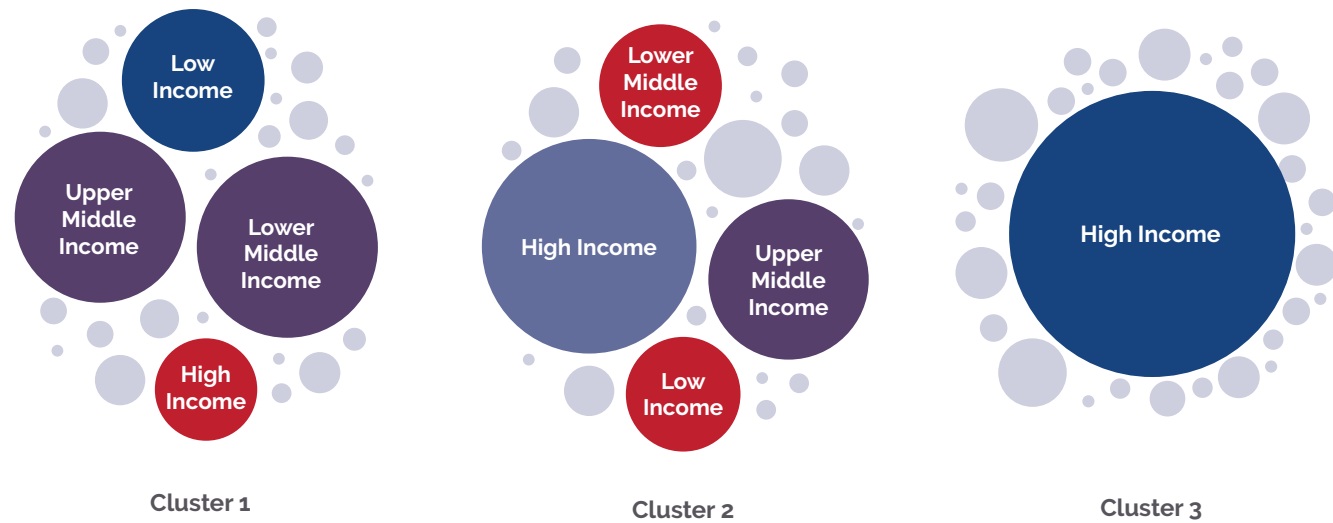 Low
Income
Upper
Middle
Income
Lower
Middle
Income
High
Income
Cluster 1
Lower
Middle
Income
High Income
Upper
Middle
Income
Low
Income
Cluster 2
High Income
Cluster 3